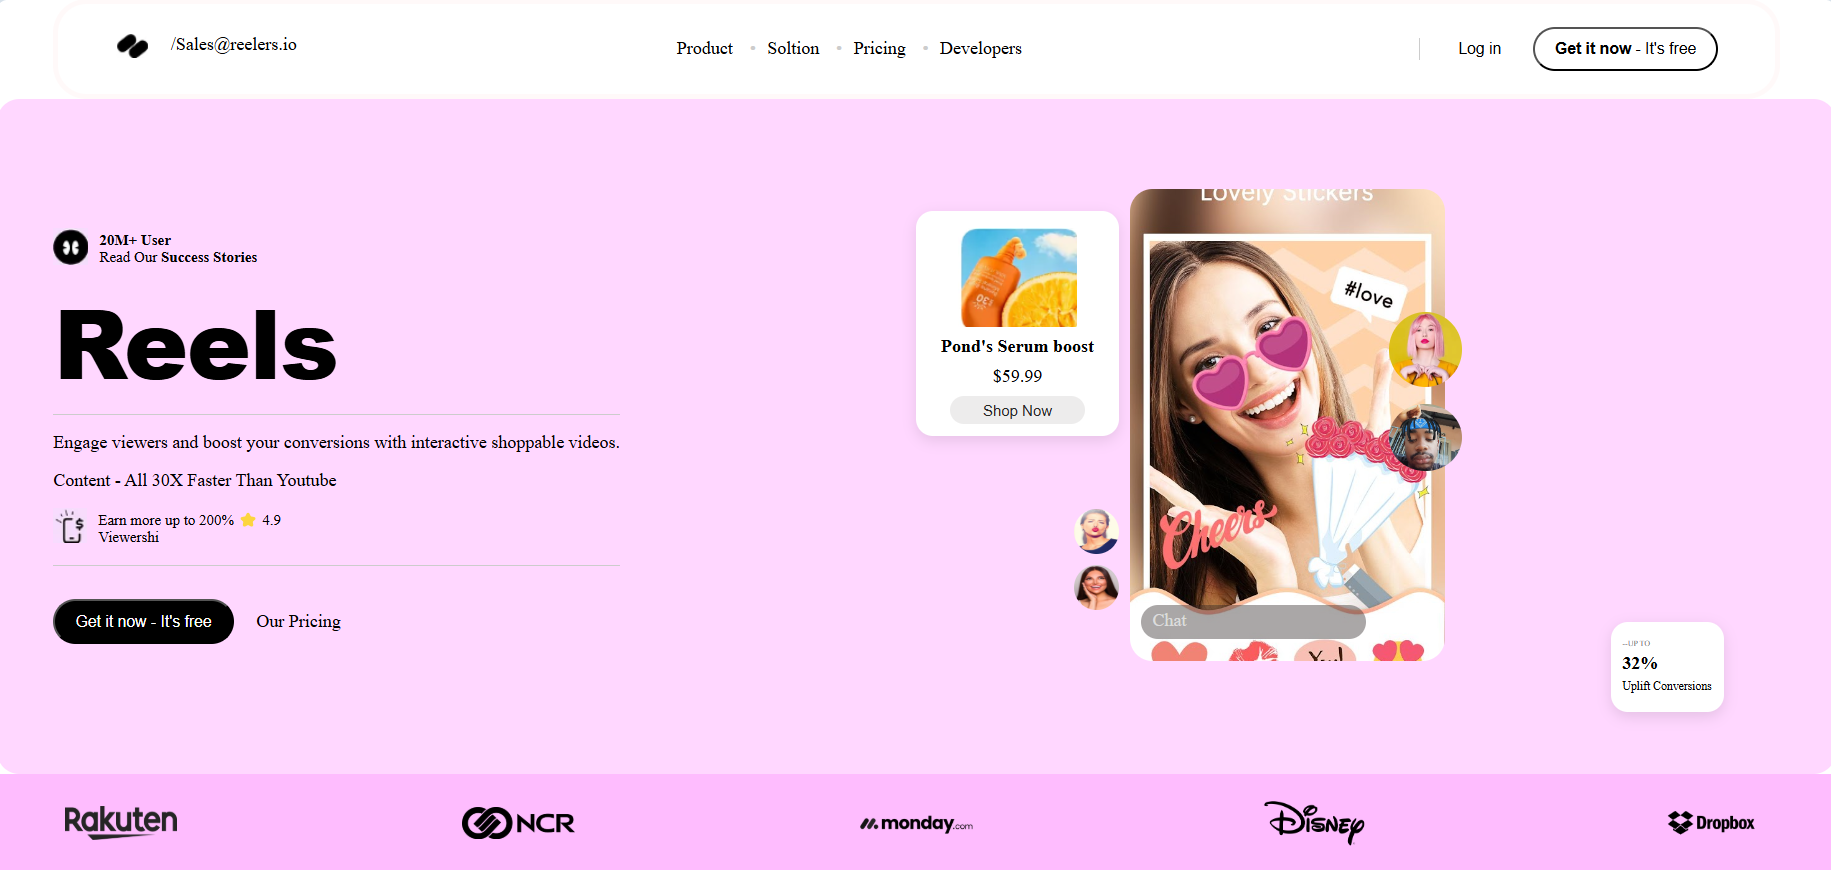 /Sales@reelers.io
Product • Soltion • Pricing • Developers
Log in
Get it now - It's free
20M+ User
Read Our Success Stories
Reels
Engage viewers and boost your conversions with interactive shoppable videos.
Content - All 30X Faster Than Youtube
Earn more up to 200% 4.9
Viewershi
Get it now - It's free
Our Pricing
30
Pond's Serum boost
$59.99
Shop Now
Lovely Stickers
#love
Cheers
Chat
--UP TO
32%
Uplift Conversions
Rakuten
NCR
monday.com
Disney
Dropbox